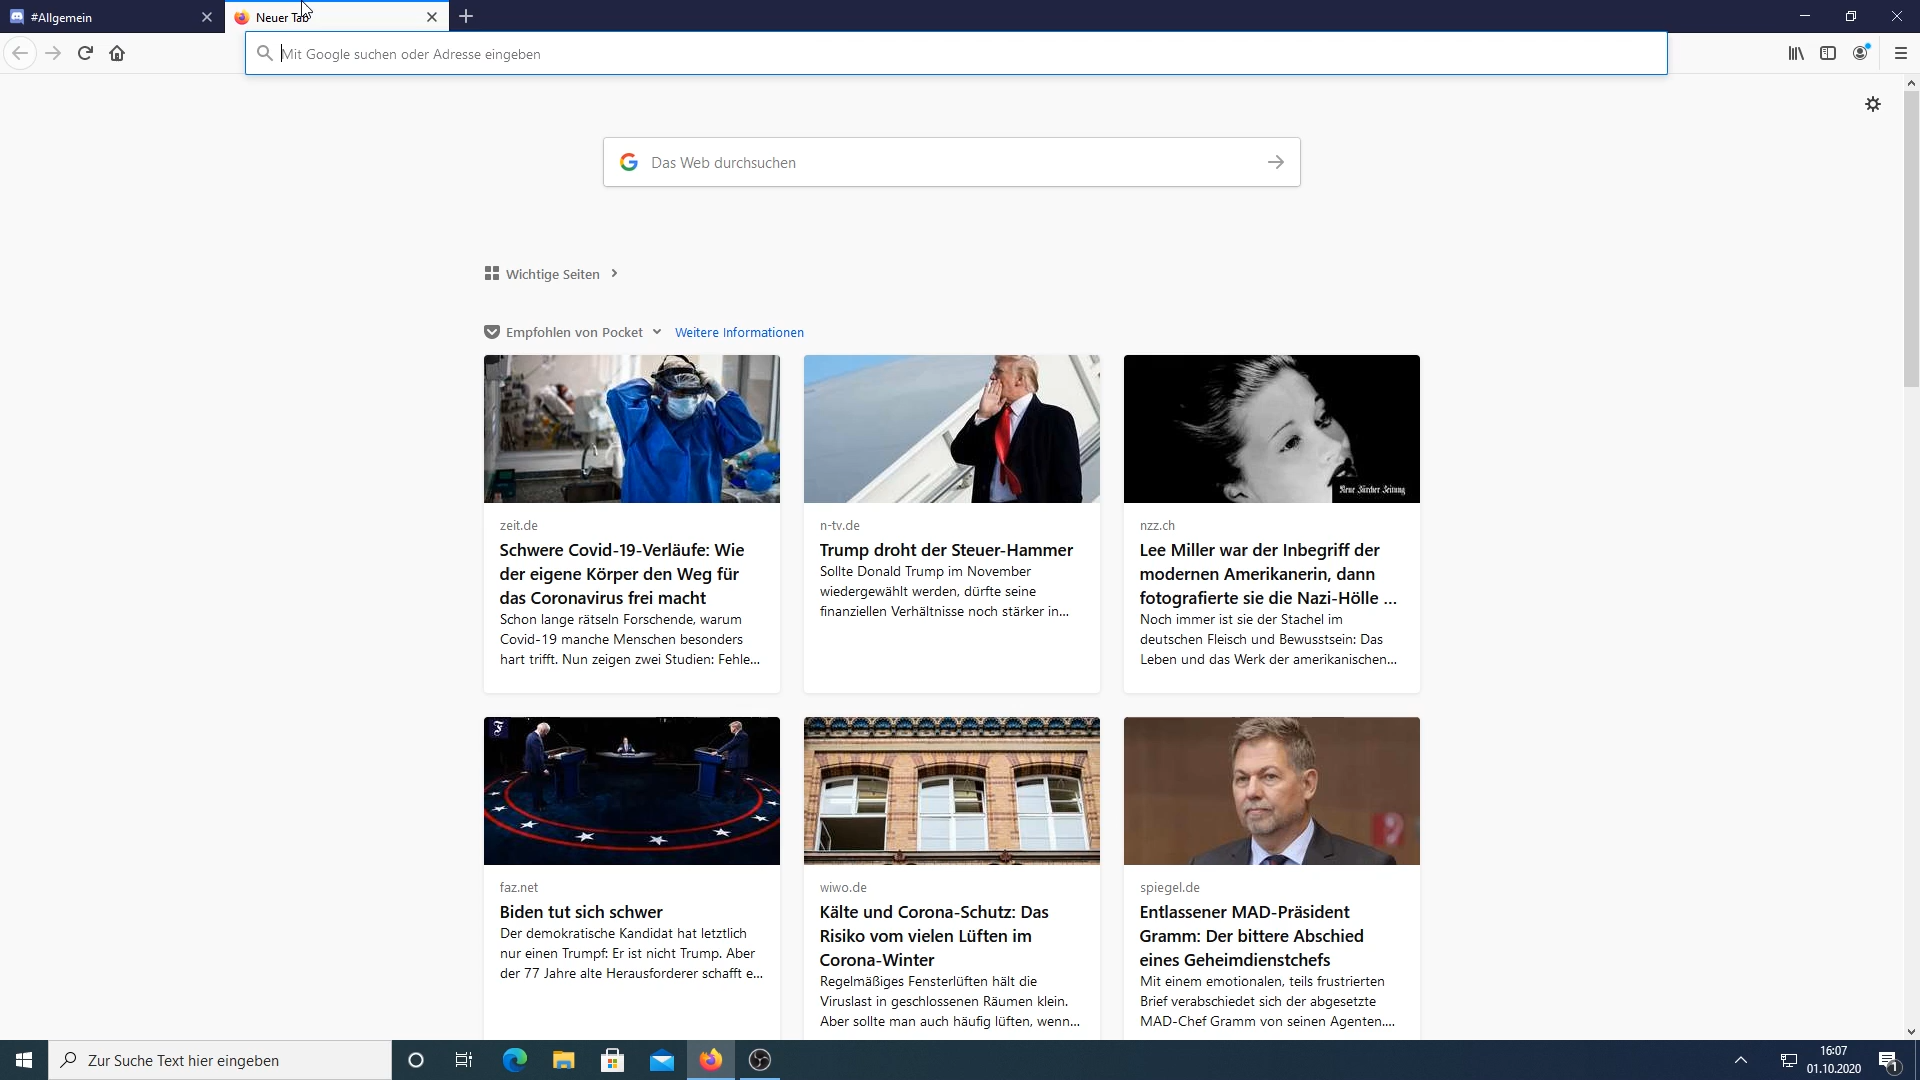 #Allgemein
Neuer Tab
Mit Google suchen oder Adresse eingeben
Das Web durchsuchen
Wichtige Seiten
Empfohlen von Pocket
Weitere Informationen
Neue Zürcher Zeitung
zeit.de
Schwere Covid-19-Verläufe: Wie
der eigene Körper den Weg für
das Coronavirus frei macht
Schon lange rätseln Forschende, warum
Covid-19 manche Menschen besonders
hart trifft. Nun zeigen zwei Studien: Fehle...
n-tv.de
Trump droht der Steuer-Hammer
Sollte Donald Trump im November
wiedergewählt werden, dürfte seine
finanziellen Verhältnisse noch stärker in...
nzz.ch
Lee Miller war der Inbegriff der
modernen Amerikanerin, dann
fotografierte sie die Nazi-Hölle ...
Noch immer ist sie der Stachel im
deutschen Fleisch und Bewusstsein: Das
Leben und das Werk der amerikanischen...
faz.net
Biden tut sich schwer
Der demokratische Kandidat hat letztlich
nur einen Trumpf: Er ist nicht Trump. Aber
der 77 Jahre alte Herausforderer schafft e...
wiwo.de
Kälte und Corona-Schutz: Das
Risiko vom vielen Lüften im
Corona-Winter
Regelmäßiges Fensterlüften hält die
Viruslast in geschlossenen Räumen klein.
Aber sollte man auch häufig lüften, wenn...
spiegel.de
Entlassener MAD-Präsident
Gramm: Der bittere Abschied
eines Geheimdienstchefs
Mit einem emotionalen, teils frustrierten
Brief verabschiedet sich der abgesetzte
MAD-Chef Gramm von seinen Agenten....
Zur Suche Text hier eingeben
16:07
01.10.2020
1